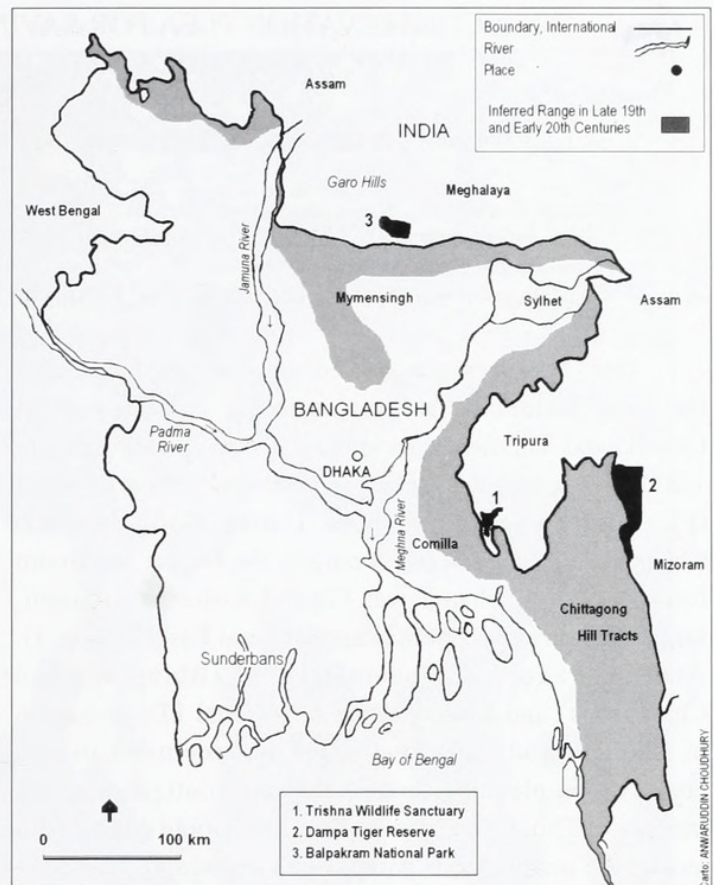 Boundary, International
River
Place
Inferred Range in Late 19th
and Early 20th Centuries
Assam
INDIA
Garo Hills
Meghalaya
West Bengal
3
Jamuna River
Mymensingh
Sylhet
Assam
BANGLADESH
Padma
River
Tripura
DHAKA
1
2
Meghna River
Comilla
Mizoram
Chittagong
Hill Tracts
Sunderbans
Bay of Bengal
1. Trishna Wildlife Sanctuary
2. Dampa Tiger Reserve
3. Balpakram National Park
0 100 km
Carto: ANWARUDDIN CHOUDHURY